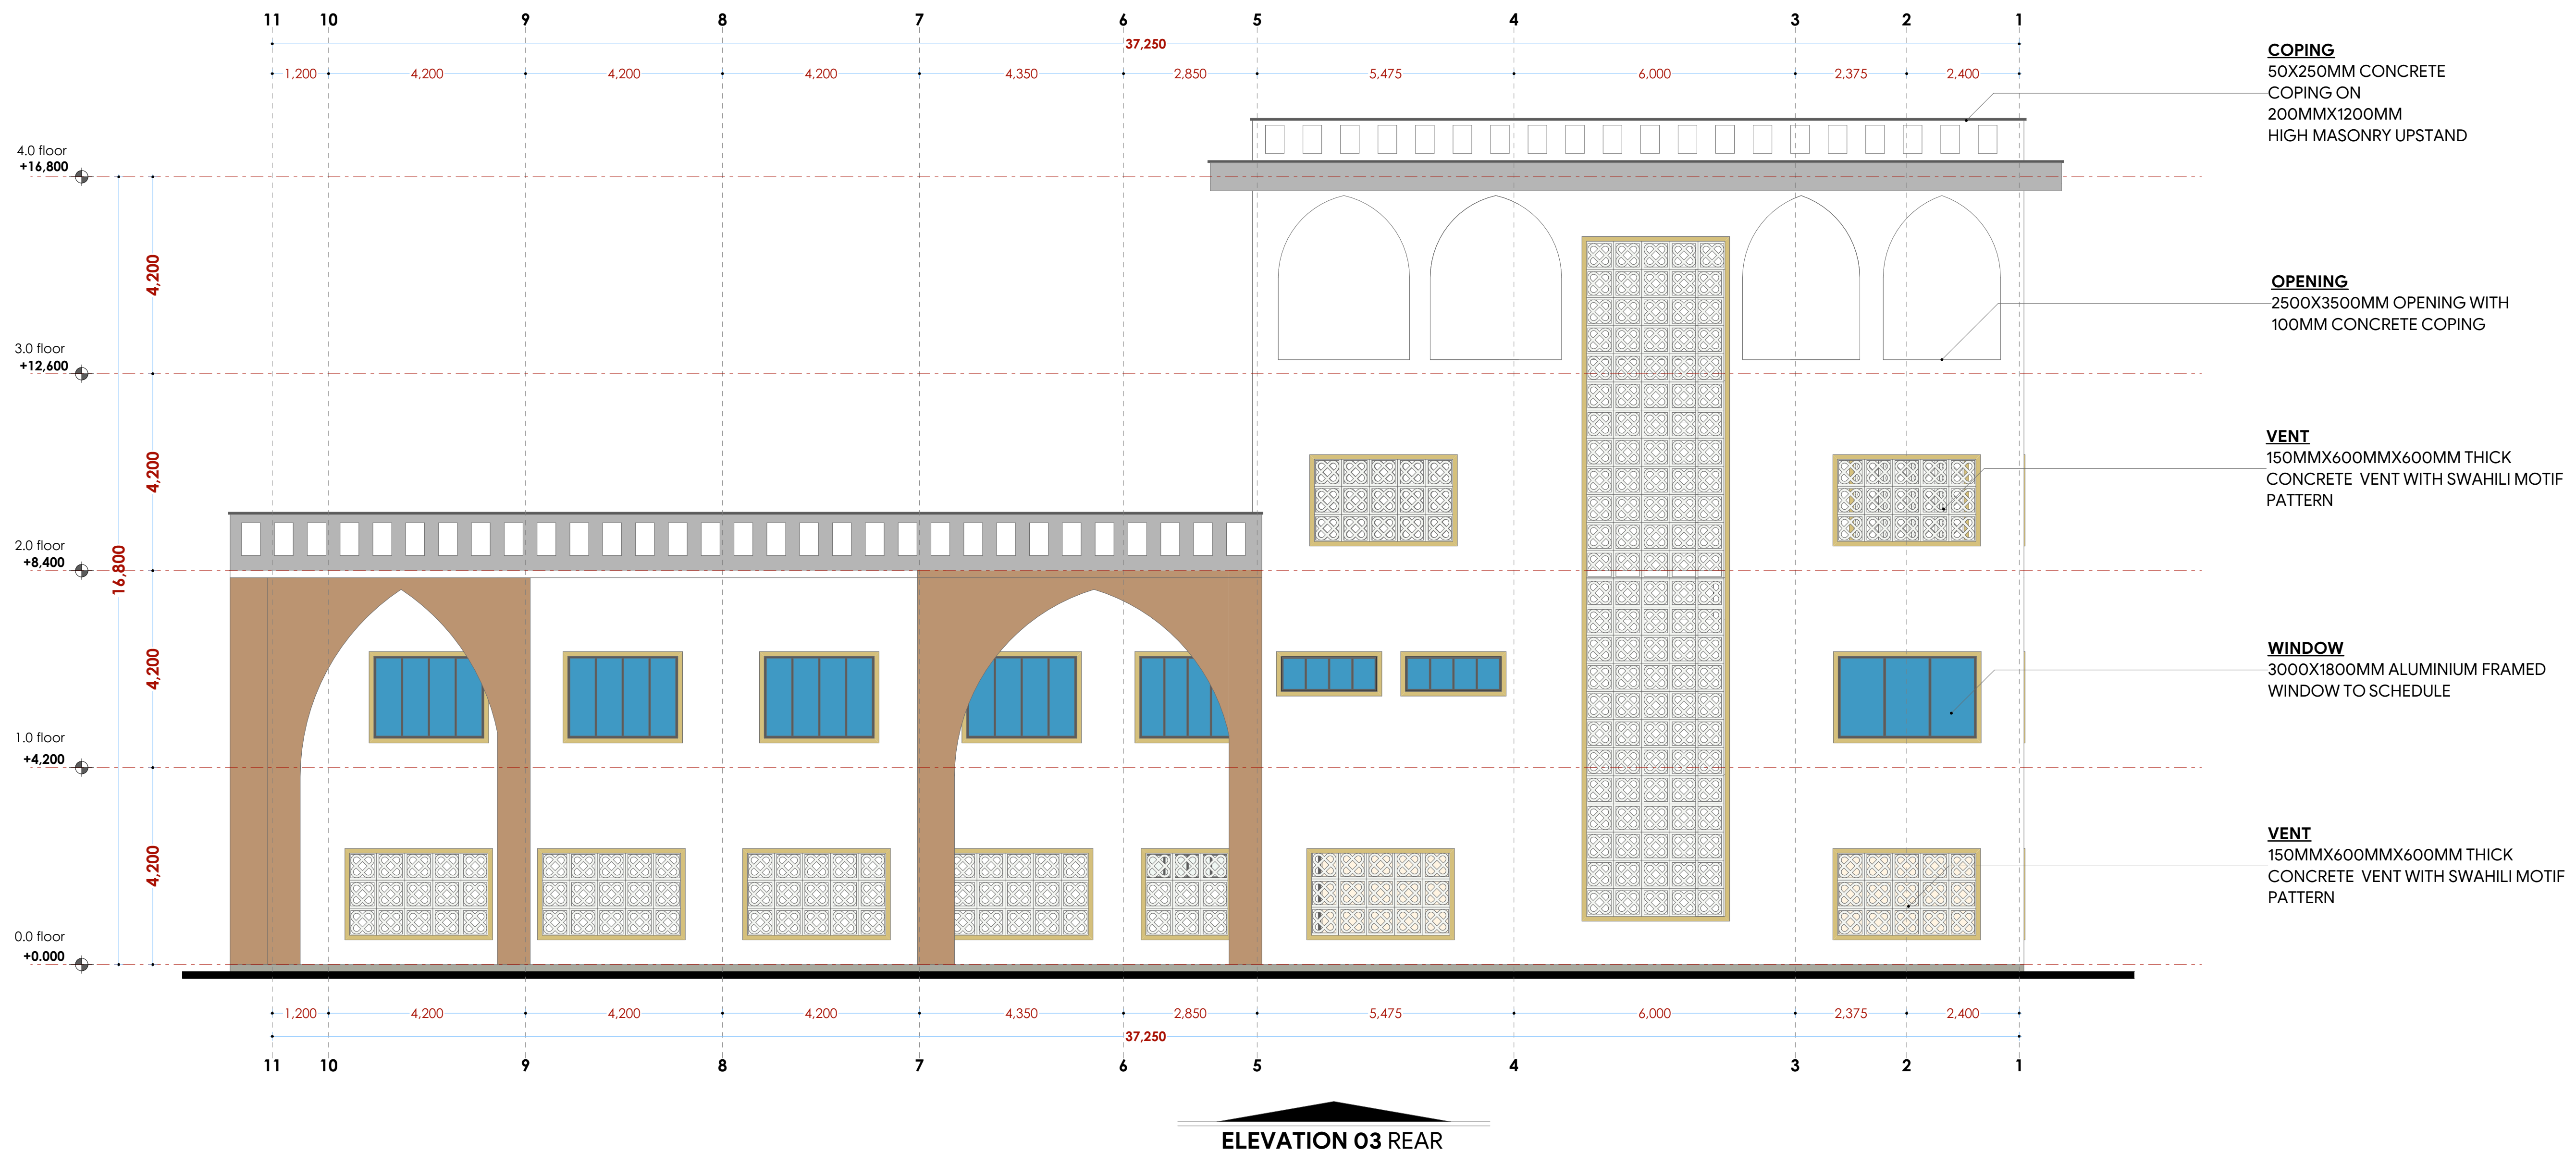 11 10 9 8 7 6 5 4 3 2 1
37,250
1,200 4,200 4,200 4,200 4,350 2,850 5,475 6,000 2,375 2,400
COPING
50X250MM CONCRETE
COPING ON
200MMX1200MM
HIGH MASONRY UPSTAND
4.0 floor
+16,800
4,200
OPENING
2500X3500MM OPENING WITH
100MM CONCRETE COPING
3.0 floor
+12,600
4,200
VENT
150MMX600MMX600MM THICK
CONCRETE VENT WITH SWAHILI MOTIF
PATTERN
2.0 floor
+8,400
16,800
4,200
WINDOW
3000X1800MM ALUMINIUM FRAMED
WINDOW TO SCHEDULE
1.0 floor
+4,200
4,200
VENT
150MMX600MMX600MM THICK
CONCRETE VENT WITH SWAHILI MOTIF
PATTERN
0.0 floor
+0.000
1,200 4,200 4,200 4,200 4,350 2,850 5,475 6,000 2,375 2,400
37,250
11 10 9 8 7 6 5 4 3 2 1
ELEVATION 03 REAR